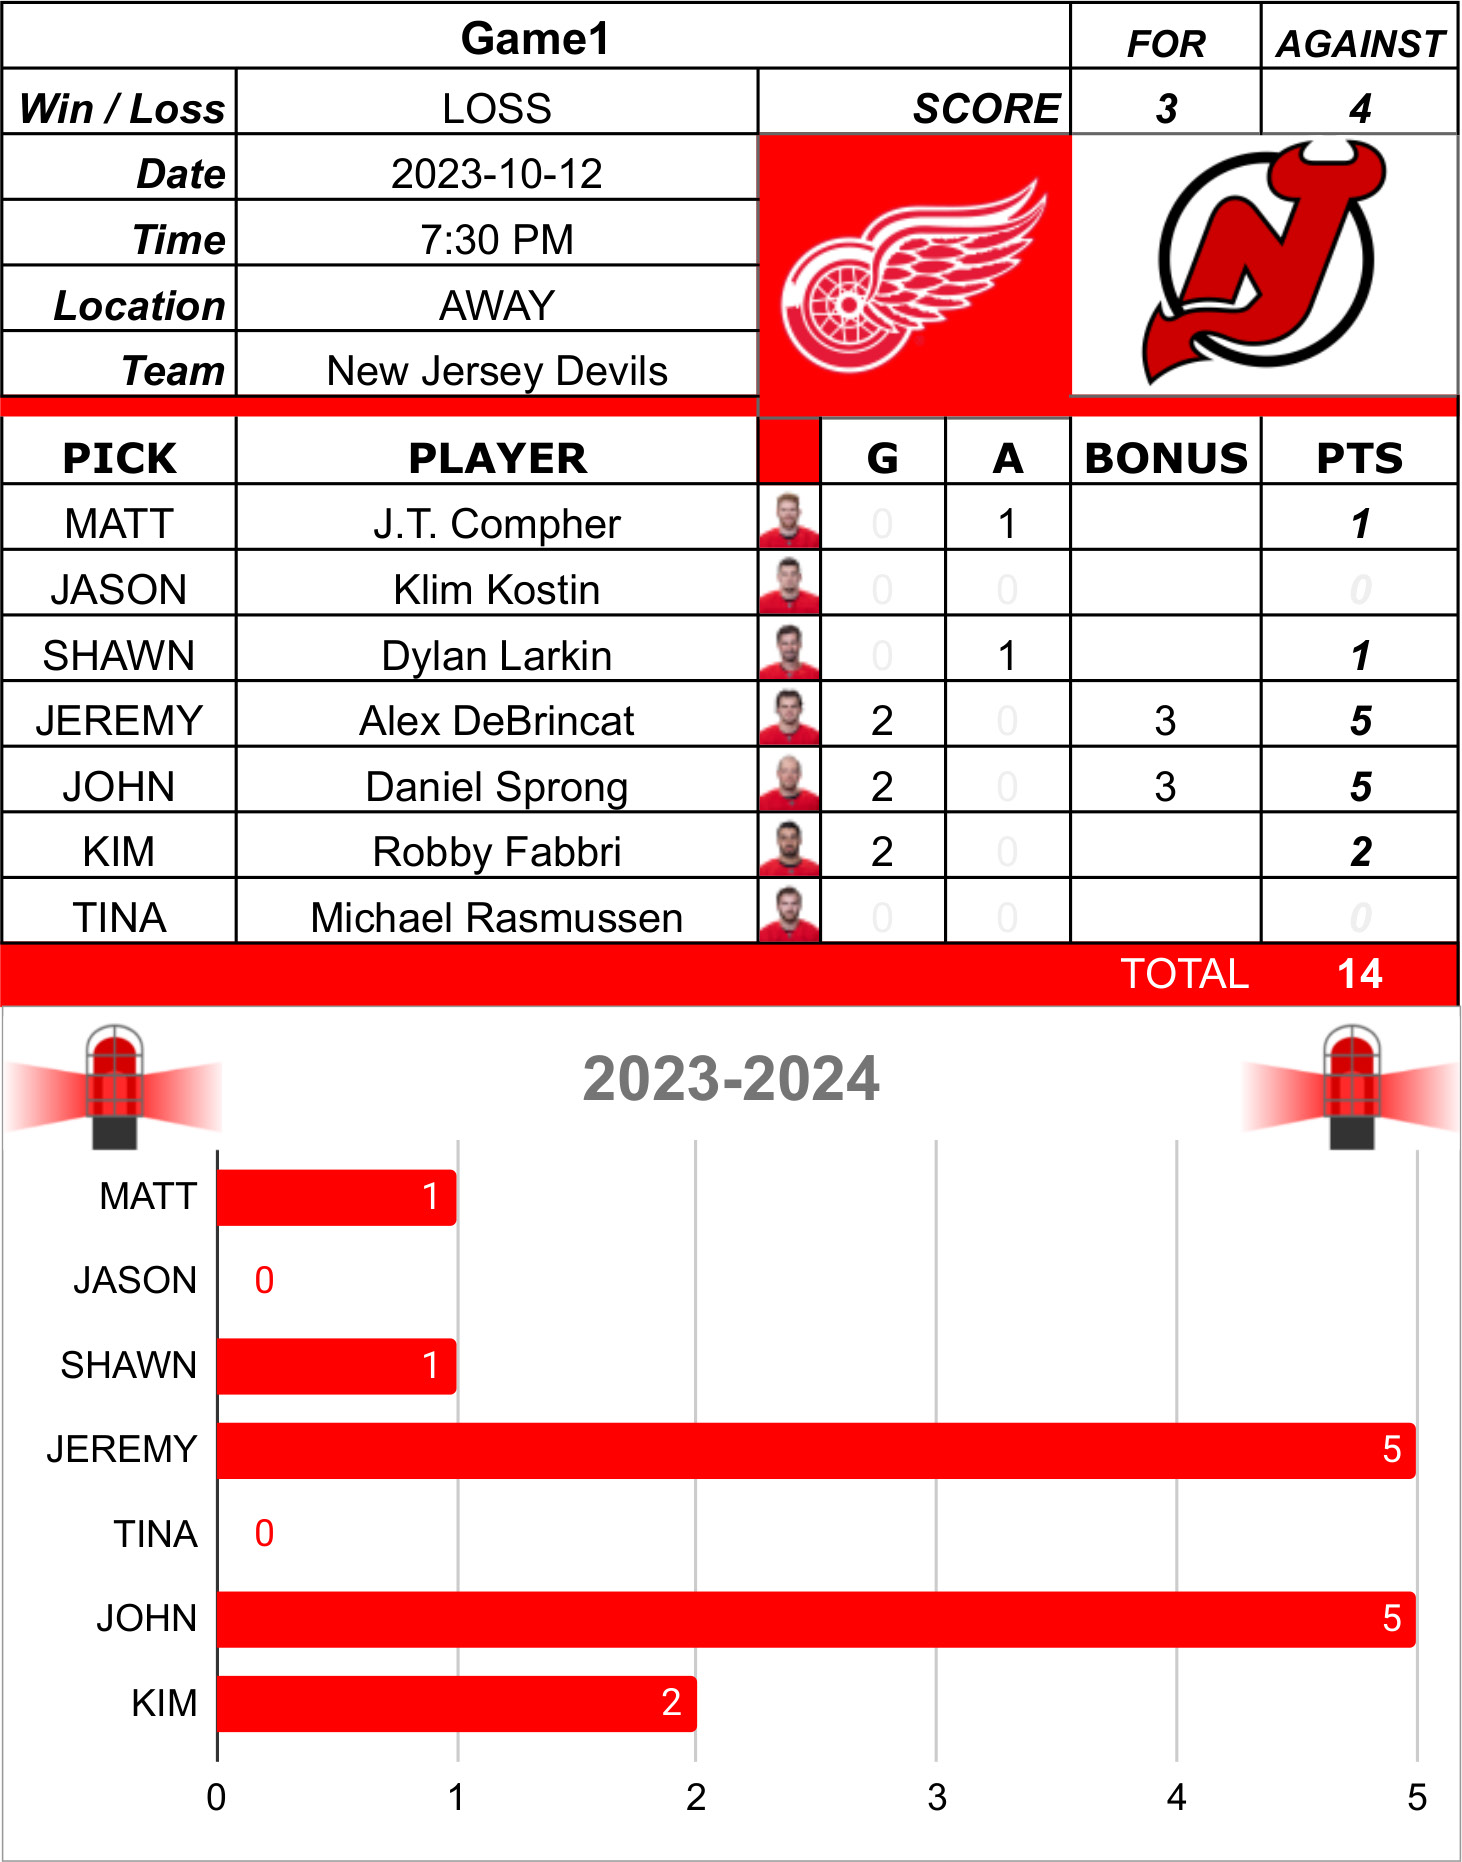 Game1 FOR AGAINST
Win / Loss LOSS SCORE 3 4
Date 2023-10-12
Time 7:30 PM
Location AWAY
Team New Jersey Devils
PICK PLAYER G A BONUS PTS
MATT J.T. Compher 0 1 1
JASON Klim Kostin 0 0 0
SHAWN Dylan Larkin 0 1 1
JEREMY Alex DeBrincat 2 0 3 5
JOHN Daniel Sprong 2 0 3 5
KIM Robby Fabbri 2 0 2
TINA Michael Rasmussen 0 0 0
TOTAL 14
2023-2024
MATT 1
JASON 0
SHAWN 1
JEREMY 5
TINA 0
JOHN 5
KIM 2
0 1 2 3 4 5